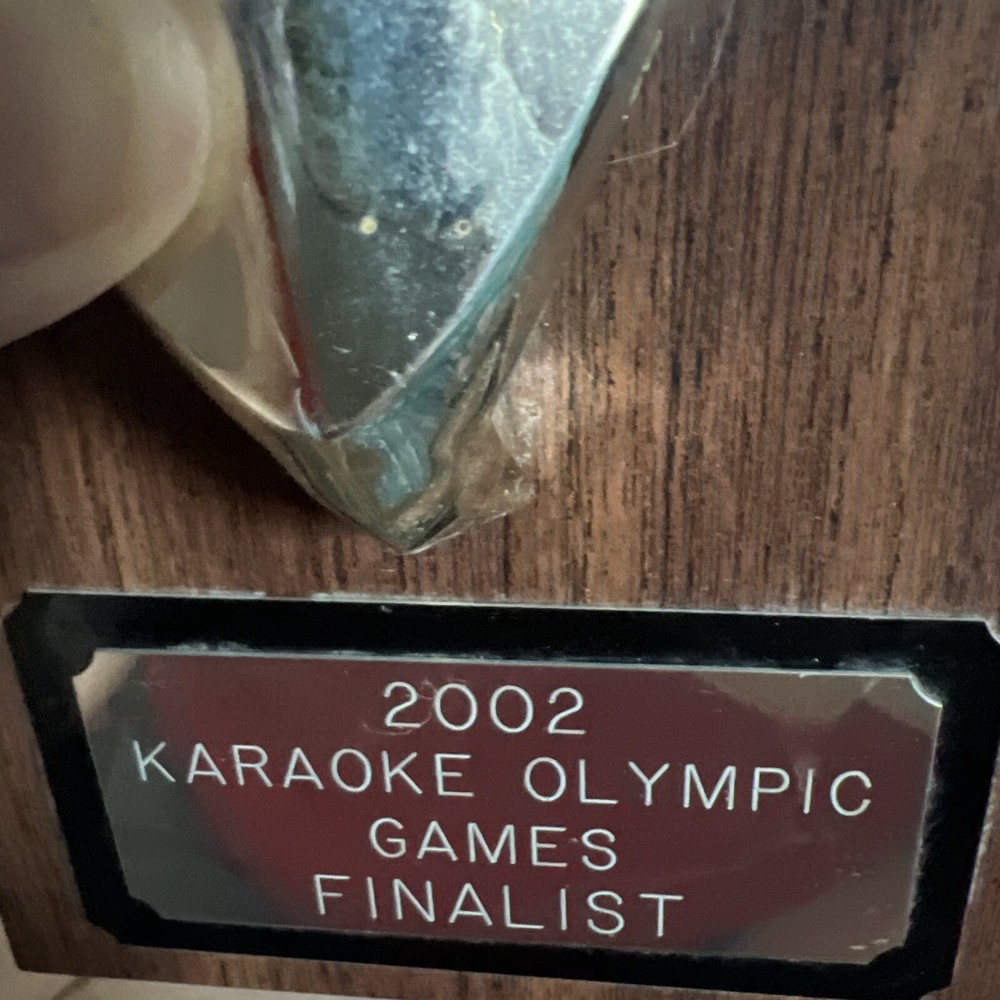 2002
KARAOKE OLYMPIC
GAMES
FINALIST